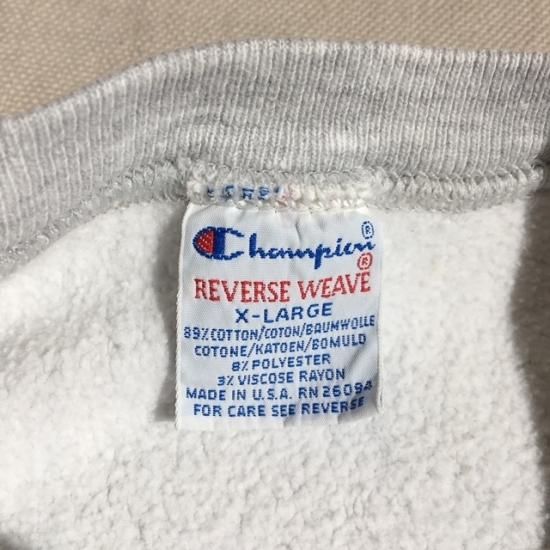 Champion®
REVERSE WEAVE®
X-LARGE
89% COTTON/COTON/BAUMWOLLE
COTONE/KATOEN/BOMULD
8% POLYESTER
3% VISCOSE RAYON
MADE IN U.S.A. RN 26094
FOR CARE SEE REVERSE